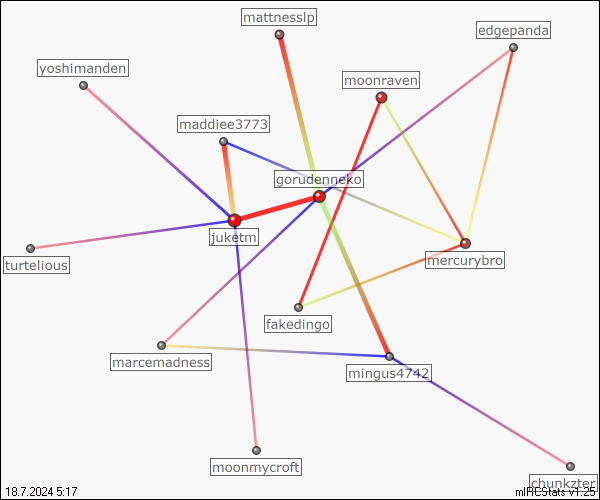 mattnesslp
edgepanda
yoshimanden
moonraven
maddiee3773
gorudenneko
juketm
mercurybro
turtelious
fakedingo
marcemadness
mingus4742
moonmycroft
chunkzter
18.7.2024 5:17
mIRCStats v1.25